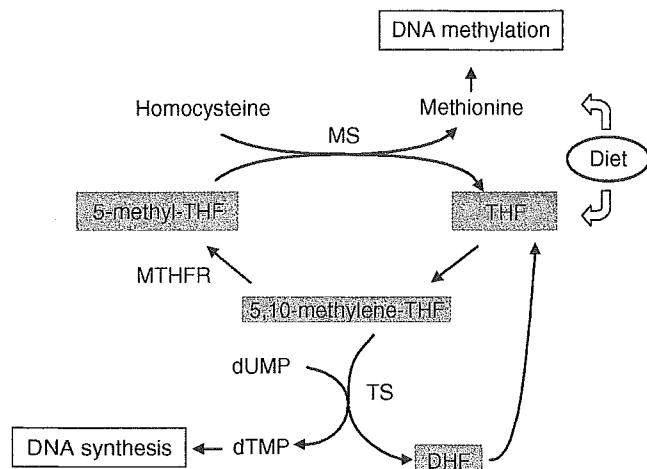 DNA methylation
Homocysteine
Methionine
MS
Diet
5-methyl-THF
THF
MTHFR
5,10-methylene-THF
dUMP
TS
DNA synthesis
dTMP
DHF